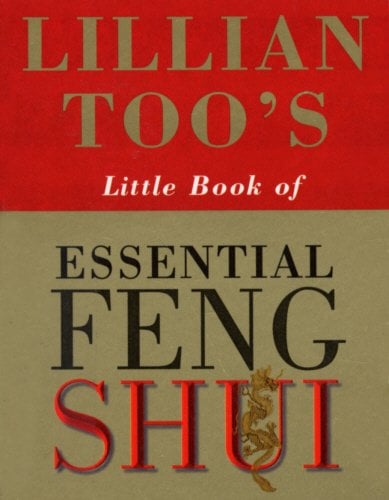 LILLIAN
TOO'S
Little Book of
ESSENTIAL
FENG
SHUI